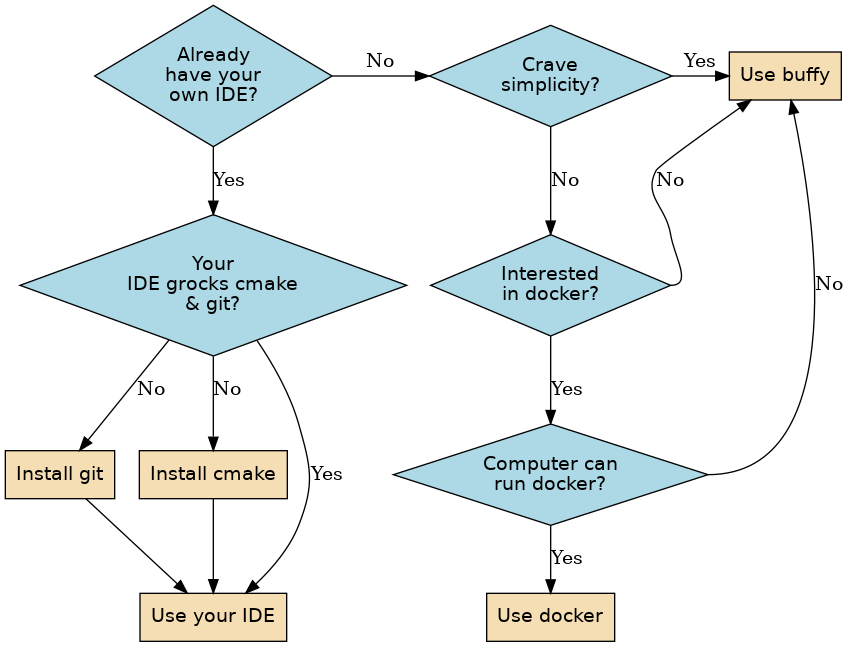 Already
have your
own IDE?
No
Crave
simplicity?
Yes
Use buffy
Yes
No
No
Your
IDE grocks cmake
& git?
Interested
in docker?
No
No
No
Yes
Yes
Install git
Install cmake
Yes
Computer can
run docker?
Yes
Use your IDE
Use docker